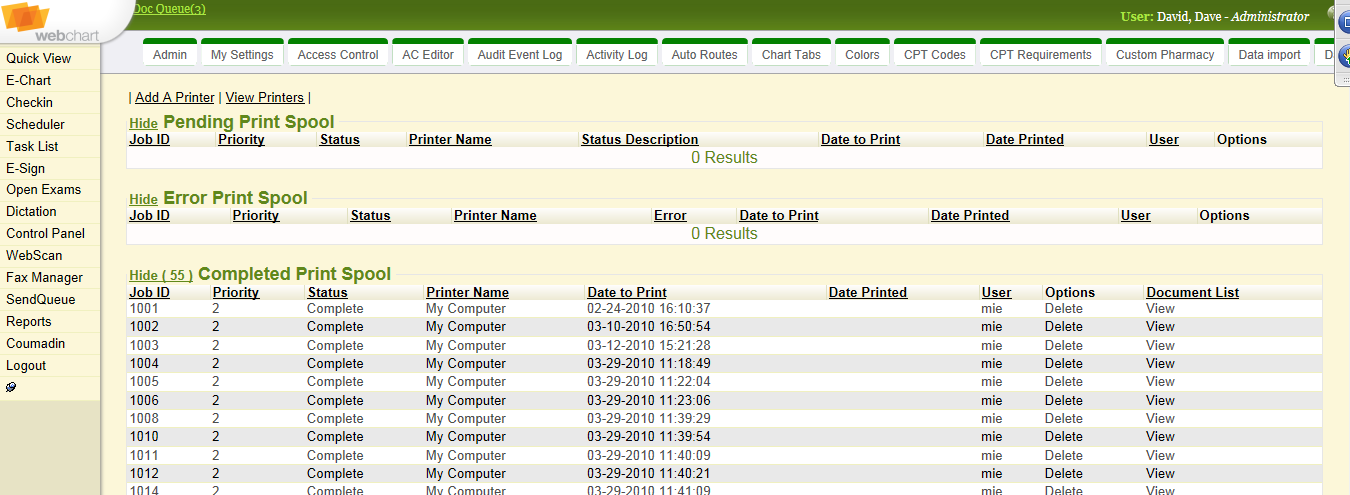 Doc Queue(3)
User: David, Dave - Administrator
webchart
Admin My Settings Access Control AC Editor Audit Event Log Activity Log Auto Routes Chart Tabs Colors CPT Codes CPT Requirements Custom Pharmacy Data import D
Quick View
E-Chart
Checkin
Scheduler
Task List
E-Sign
Open Exams
Dictation
Control Panel
WebScan
Fax Manager
SendQueue
Reports
Coumadin
Logout
| Add A Printer | View Printers |
Hide Pending Print Spool
Job ID Priority Status Printer Name Status Description Date to Print Date Printed User Options
0 Results
Hide Error Print Spool
Job ID Priority Status Printer Name Error Date to Print Date Printed User Options
0 Results
Hide ( 55 ) Completed Print Spool
Job ID Priority Status Printer Name Date to Print Date Printed User Options Document List
1001 2 Complete My Computer 02-24-2010 16:10:37 mie Delete View
1002 2 Complete My Computer 03-10-2010 16:50:54 mie Delete View
1003 2 Complete My Computer 03-12-2010 15:21:28 mie Delete View
1004 2 Complete My Computer 03-29-2010 11:18:49 mie Delete View
1005 2 Complete My Computer 03-29-2010 11:22:04 mie Delete View
1006 2 Complete My Computer 03-29-2010 11:23:06 mie Delete View
1008 2 Complete My Computer 03-29-2010 11:39:29 mie Delete View
1010 2 Complete My Computer 03-29-2010 11:39:54 mie Delete View
1011 2 Complete My Computer 03-29-2010 11:40:09 mie Delete View
1012 2 Complete My Computer 03-29-2010 11:40:21 mie Delete View
1014 2 Complete My Computer 03-29-2010 11:41:09 mie Delete View